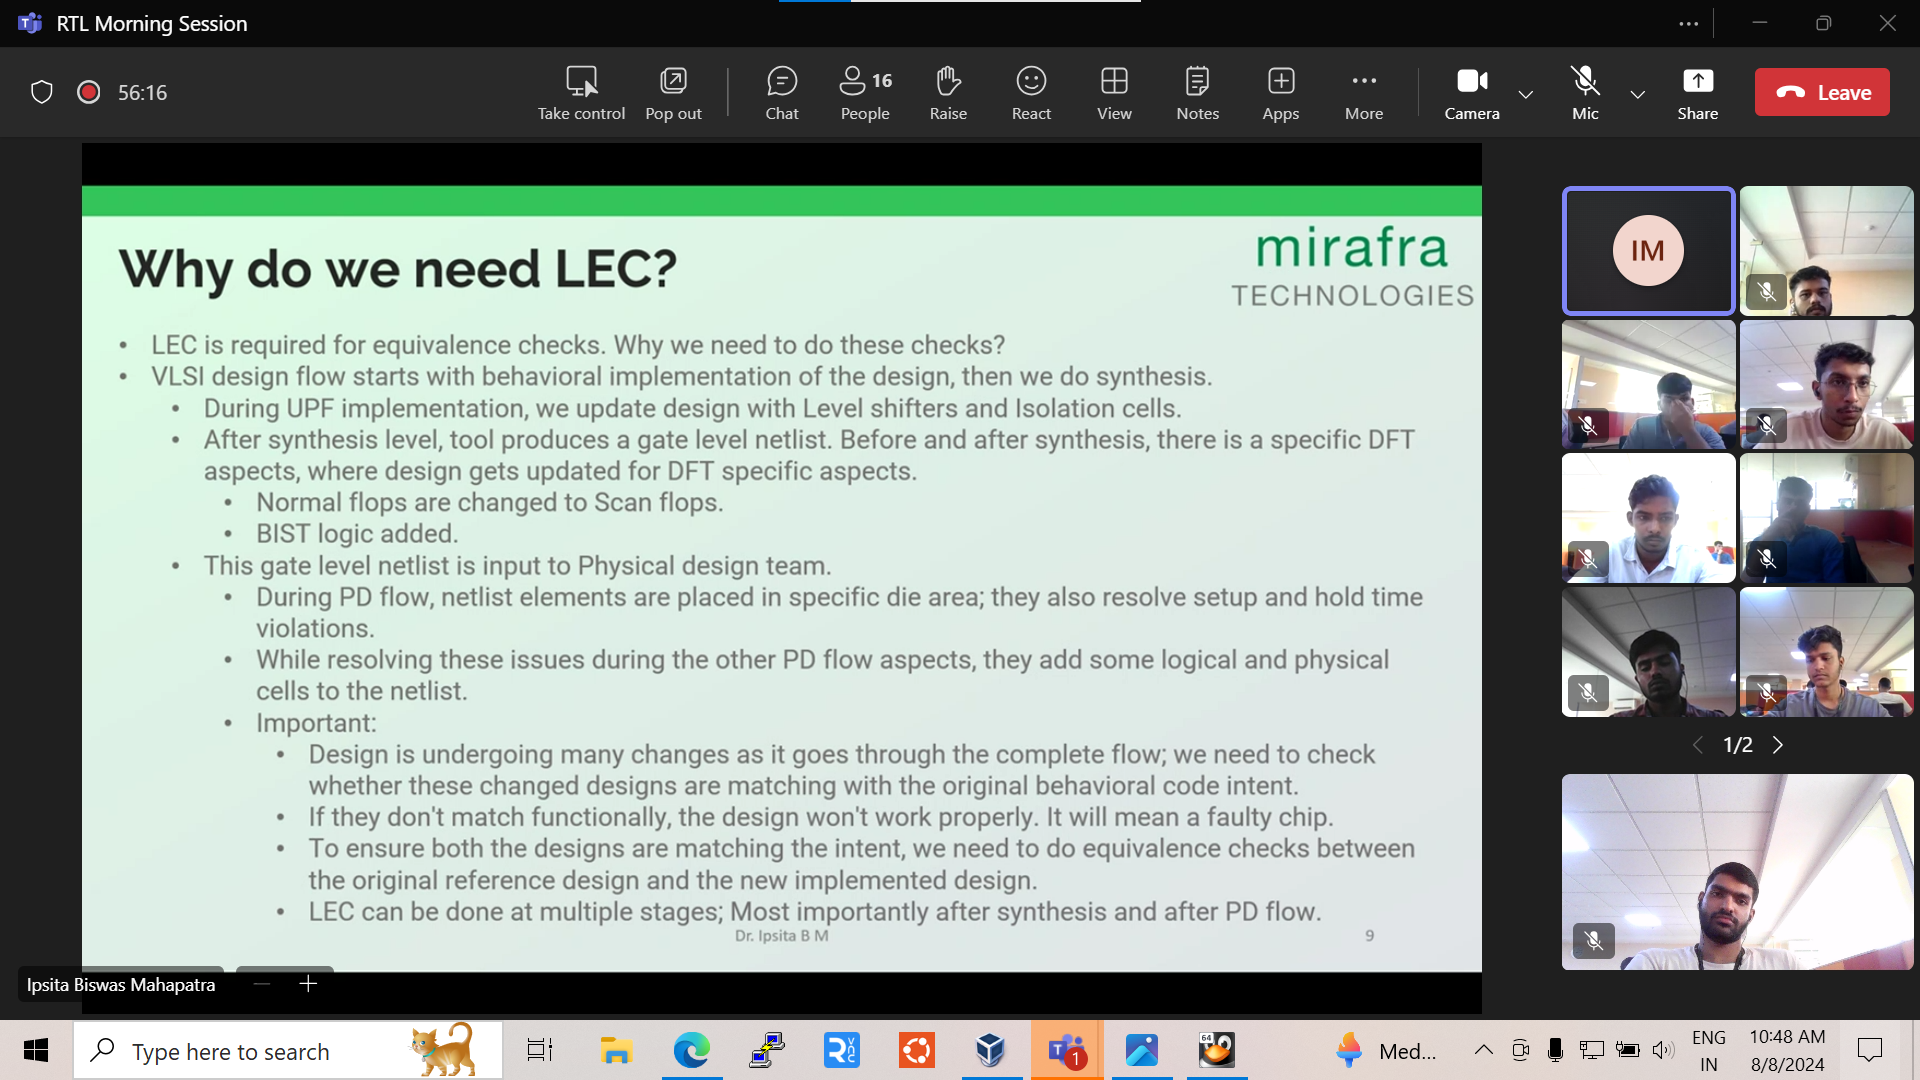 RTL Morning Session
56:16
Take control
Pop out
Chat
16
People
Raise
React
View
Notes
Apps
More
Camera
Mic
Share
Leave
Why do we need LEC?
mirafra
TECHNOLOGIES
• LEC is required for equivalence checks. Why we need to do these checks?
• VLSI design flow starts with behavioral implementation of the design, then we do synthesis.
• During UPF implementation, we update design with Level shifters and Isolation cells.
• After synthesis level, tool produces a gate level netlist. Before and after synthesis, there is a specific DFT
aspects, where design gets updated for DFT specific aspects.
• Normal flops are changed to Scan flops.
• BIST logic added.
• This gate level netlist is input to Physical design team.
• During PD flow, netlist elements are placed in specific die area; they also resolve setup and hold time
violations.
• While resolving these issues during the other PD flow aspects, they add some logical and physical
cells to the netlist.
• Important:
• Design is undergoing many changes as it goes through the complete flow; we need to check
whether these changed designs are matching with the original behavioral code intent.
• If they don't match functionally, the design won't work properly. It will mean a faulty chip.
• To ensure both the designs are matching the intent, we need to do equivalence checks between
the original reference design and the new implemented design.
• LEC can be done at multiple stages; Most importantly after synthesis and after PD flow.
Dr. Ipsita B M
9
IM
1/2
Ipsita Biswas Mahapatra
Type here to search
1
64
Med...
ENG
IN
10:48 AM
8/8/2024